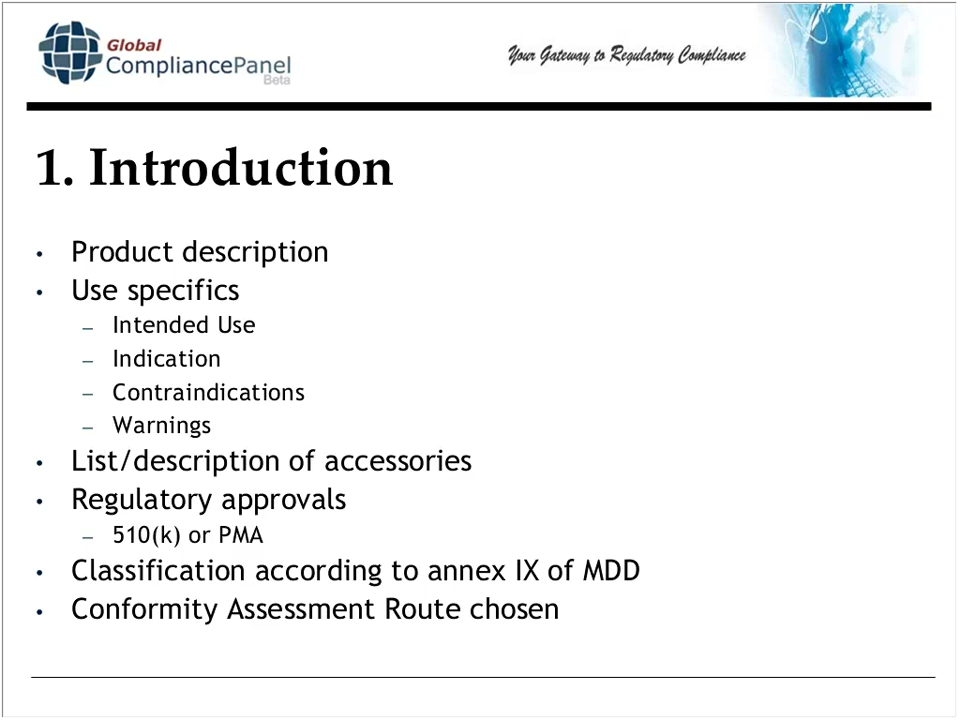 Global
CompliancePanel
Beta
Your Gateway to Regulatory Compliance
1. Introduction
• Product description
• Use specifics
– Intended Use
– Indication
– Contraindications
– Warnings
• List/description of accessories
• Regulatory approvals
– 510(k) or PMA
• Classification according to annex IX of MDD
• Conformity Assessment Route chosen